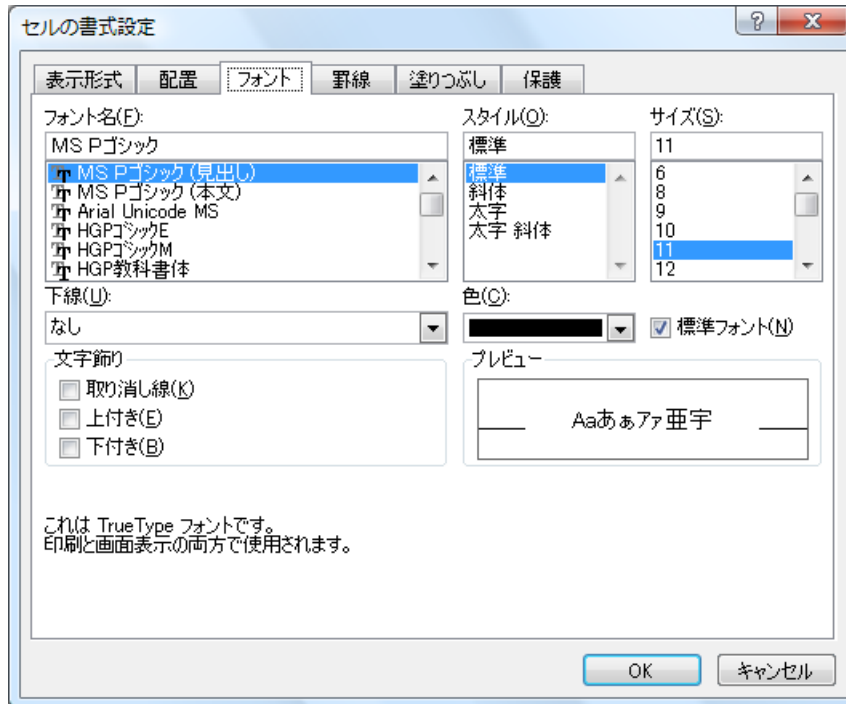 セルの書式設定
表示形式 配置 フォント 罫線 塗りつぶし 保護
フォント名(F): スタイル(O): サイズ(S):
MS Pゴシック 標準 11
MS Pゴシック (見出し) 標準 6
MS Pゴシック (本文) 斜体 8
Arial Unicode MS 太字 9
HGPゴシックE 太字 斜体 10
HGPゴシックM 11
HGP教科書体 12
下線(U): 色(C):
なし 標準フォント(N)
文字飾り プレビュー
取り消し線(K)
上付き(E) Aaあぁアァ亜宇
下付き(B)
これは TrueType フォントです。
印刷と画面表示の両方で使用されます。
OK キャンセル